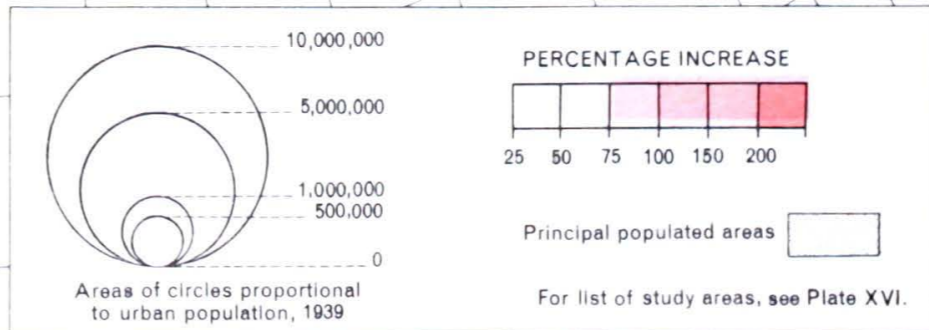 10,000,000
5,000,000
1,000,000
500,000
0
Areas of circles proportional
to urban population, 1939
PERCENTAGE INCREASE
25 50 75 100 150 200
Principal populated areas
For list of study areas, see Plate XVI.